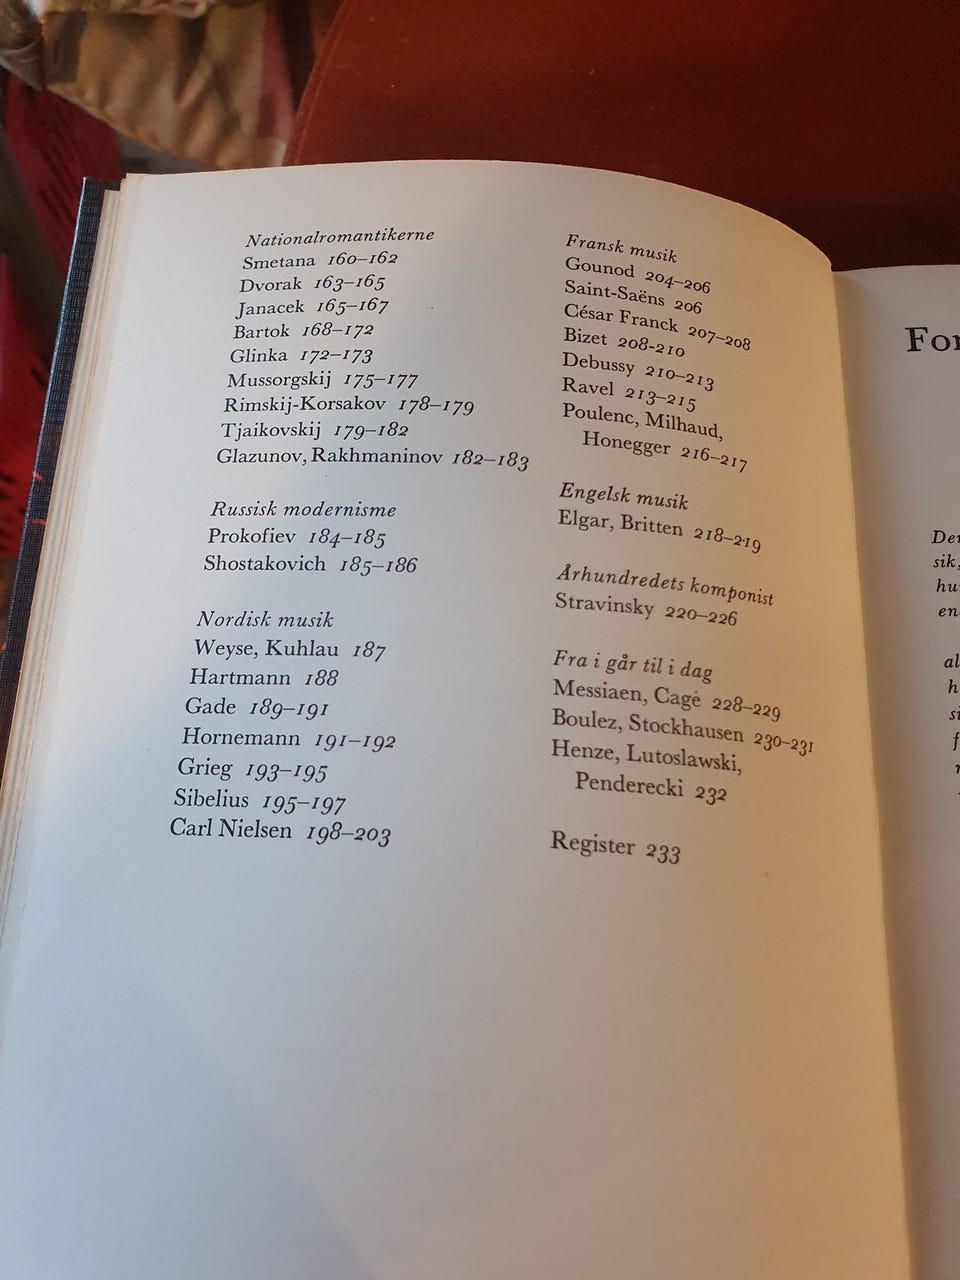 Nationalromantikerne
Smetana 160–162
Dvorak 163–165
Janacek 165–167
Bartok 168–172
Glinka 172–173
Mussorgskij 175–177
Rimskij-Korsakov 178–179
Tjaikovskij 179–182
Glazunov, Rakhmaninov 182–183
Russisk modernisme
Prokofiev 184–185
Shostakovich 185–186
Nordisk musik
Weyse, Kuhlau 187
Hartmann 188
Gade 189–191
Hornemann 191–192
Grieg 193–195
Sibelius 195–197
Carl Nielsen 198–203
Fransk musik
Gounod 204–206
Saint-Saëns 206
César Franck 207–208
Bizet 208-210
Debussy 210–213
Ravel 213–215
Poulenc, Milhaud,
Honegger 216–217
Engelsk musik
Elgar, Britten 218–219
Århundredets komponist
Stravinsky 220–226
Fra i går til i dag
Messiaen, Cage 228–229
Boulez, Stockhausen 230–231
Henze, Lutoslawski,
Penderecki 232
Register 233